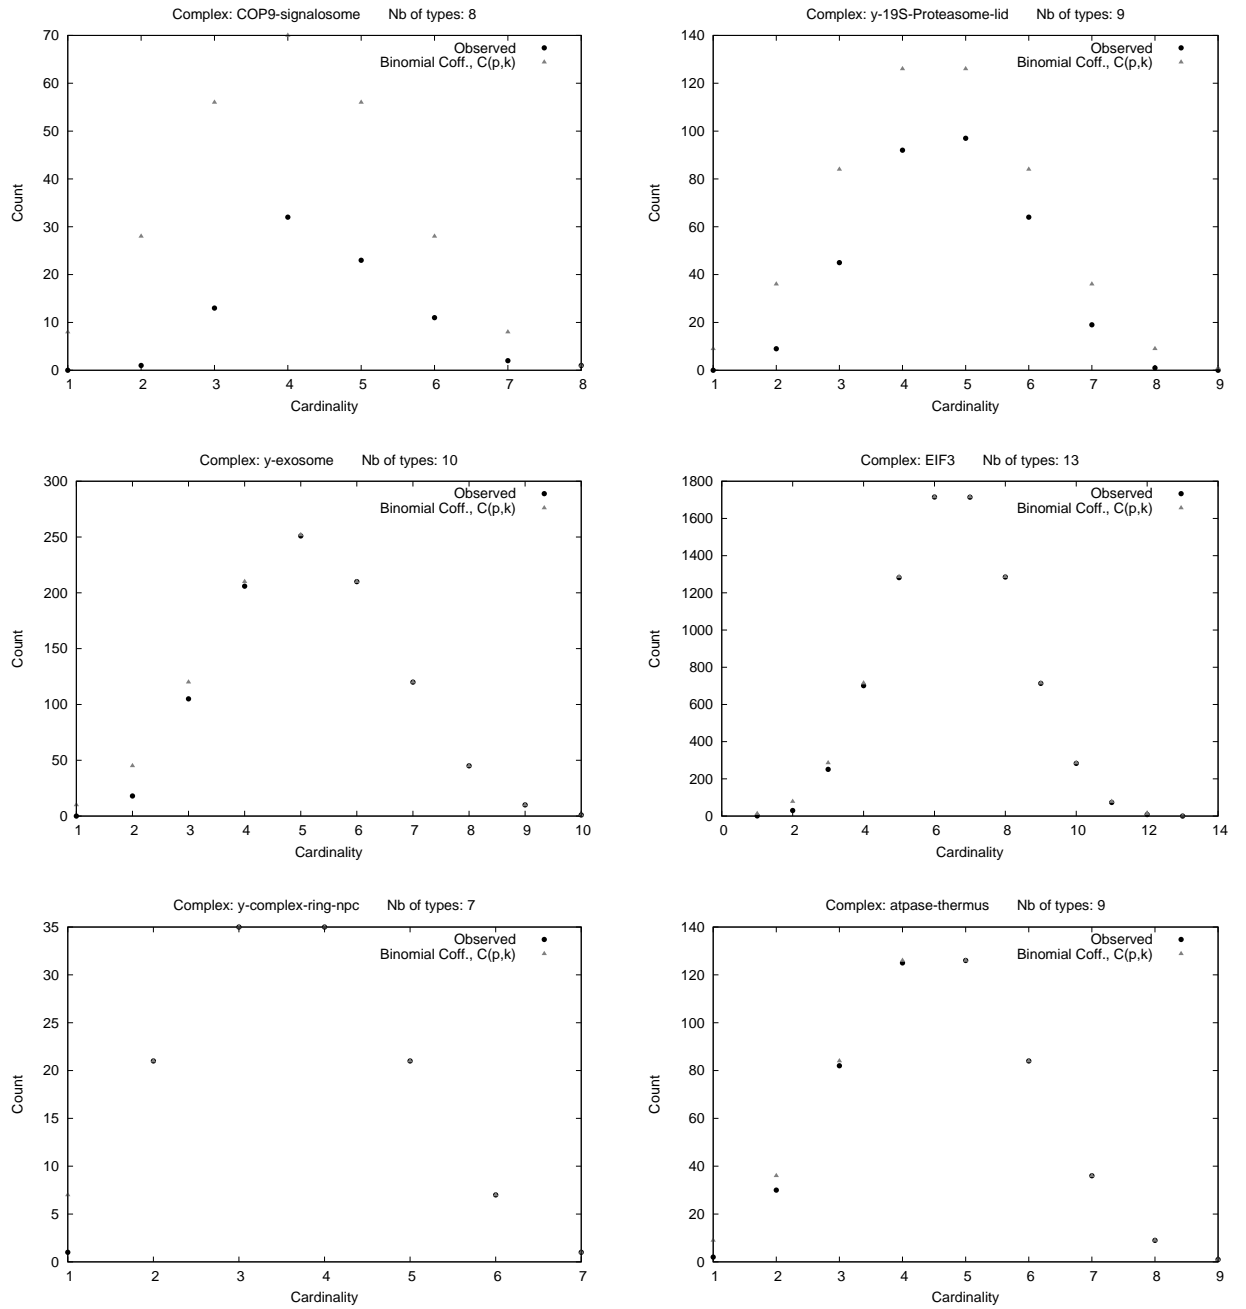 Complex: COP9-signalosome Nb of types: 8
70
60
50
40
30
20
10
0
Count
Observed
Binomial Coff., C(p,k)
1 2 3 4 5 6 7 8
Cardinality
Complex: y-19S-Proteasome-lid Nb of types: 9
140
120
100
80
60
40
20
0
Count
Observed
Binomial Coff., C(p,k)
1 2 3 4 5 6 7 8 9
Cardinality
Complex: y-exosome Nb of types: 10
300
250
200
150
100
50
0
Count
Observed
Binomial Coff., C(p,k)
1 2 3 4 5 6 7 8 9 10
Cardinality
Complex: EIF3 Nb of types: 13
1800
1600
1400
1200
1000
800
600
400
200
0
Count
Observed
Binomial Coff., C(p,k)
0 2 4 6 8 10 12 14
Cardinality
Complex: y-complex-ring-npc Nb of types: 7
35
30
25
20
15
10
5
0
Count
Observed
Binomial Coff., C(p,k)
1 2 3 4 5 6 7
Cardinality
Complex: atpase-thermus Nb of types: 9
140
120
100
80
60
40
20
0
Count
Observed
Binomial Coff., C(p,k)
1 2 3 4 5 6 7 8 9
Cardinality